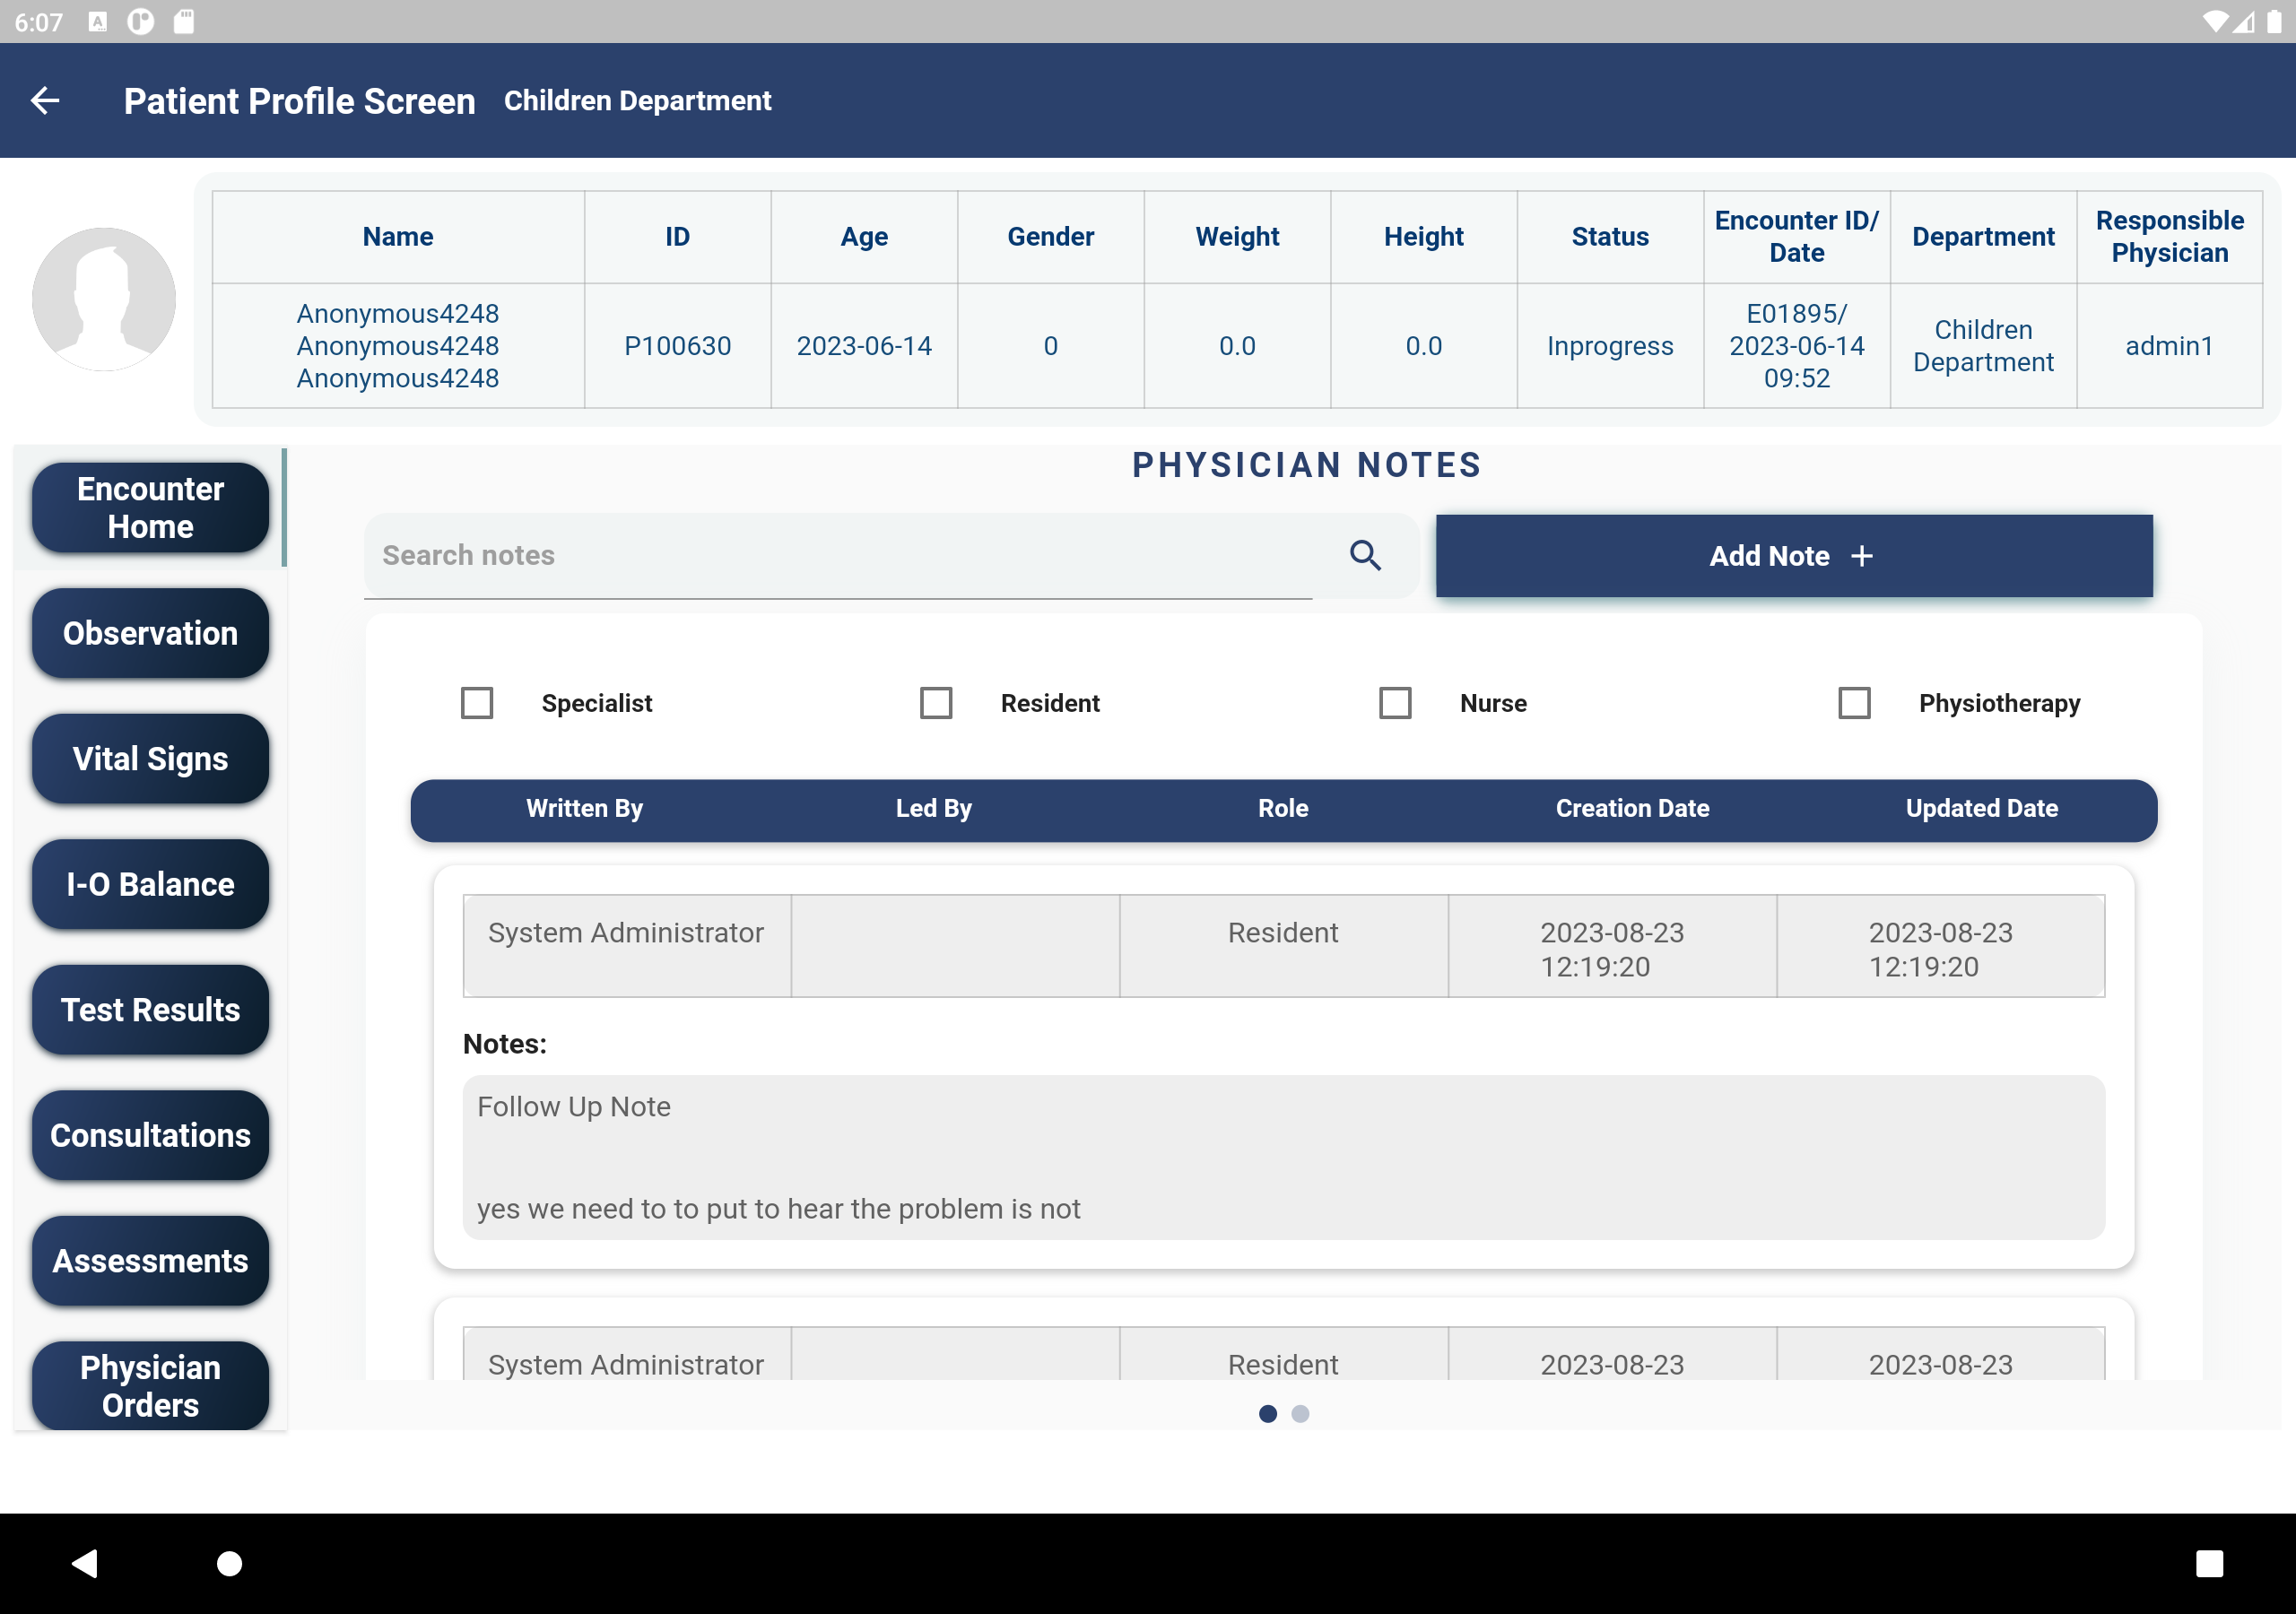 6:07
Patient Profile Screen Children Department
Name ID Age Gender Weight Height Status Encounter ID/ Date Department Responsible Physician
Anonymous4248
Anonymous4248
Anonymous4248
P100630
2023-06-14
0
0.0
0.0
Inprogress
E01895/
2023-06-14
09:52
Children
Department
admin1
Encounter
Home
Observation
Vital Signs
I-O Balance
Test Results
Consultations
Assessments
Physician
Orders
PHYSICIAN NOTES
Search notes
Add Note +
Specialist Resident Nurse Physiotherapy
Written By Led By Role Creation Date Updated Date
System Administrator Resident 2023-08-23 2023-08-23
12:19:20 12:19:20
Notes:
Follow Up Note
yes we need to to put to hear the problem is not
System Administrator Resident 2023-08-23 2023-08-23